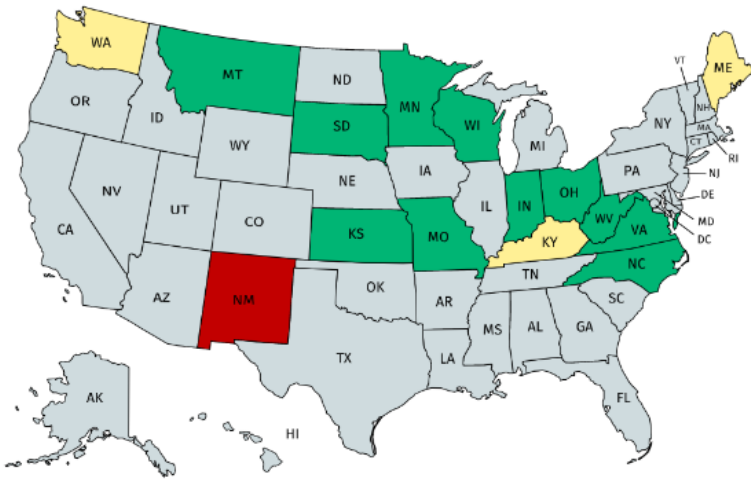 WA
MT
ND
MN
VT
ME
OR
ID
SD
WI
NH
WY
MI
NY
MA
CT
RI
IA
PA
NJ
NV
NE
IL
IN
OH
DE
UT
CO
WV
MD
CA
KS
MO
VA
DC
KY
NC
TN
AZ
NM
OK
AR
SC
MS
AL
GA
TX
LA
AK
FL
HI